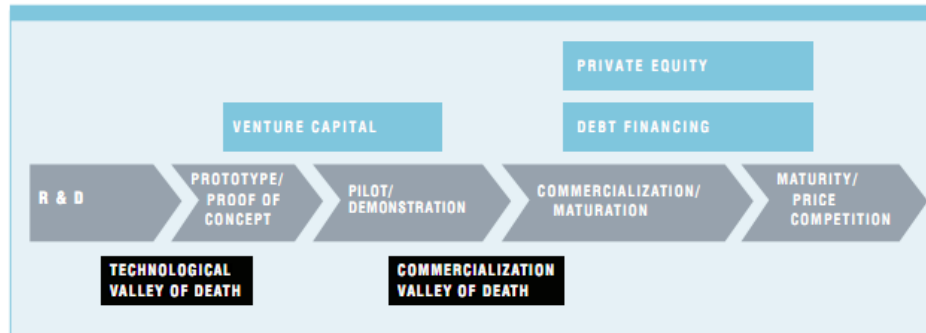 PRIVATE EQUITY
VENTURE CAPITAL
DEBT FINANCING
R & D
PROTOTYPE/
PROOF OF
CONCEPT
PILOT/
DEMONSTRATION
COMMERCIALIZATION/
MATURATION
MATURITY/
PRICE
COMPETITION
TECHNOLOGICAL
VALLEY OF DEATH
COMMERCIALIZATION
VALLEY OF DEATH